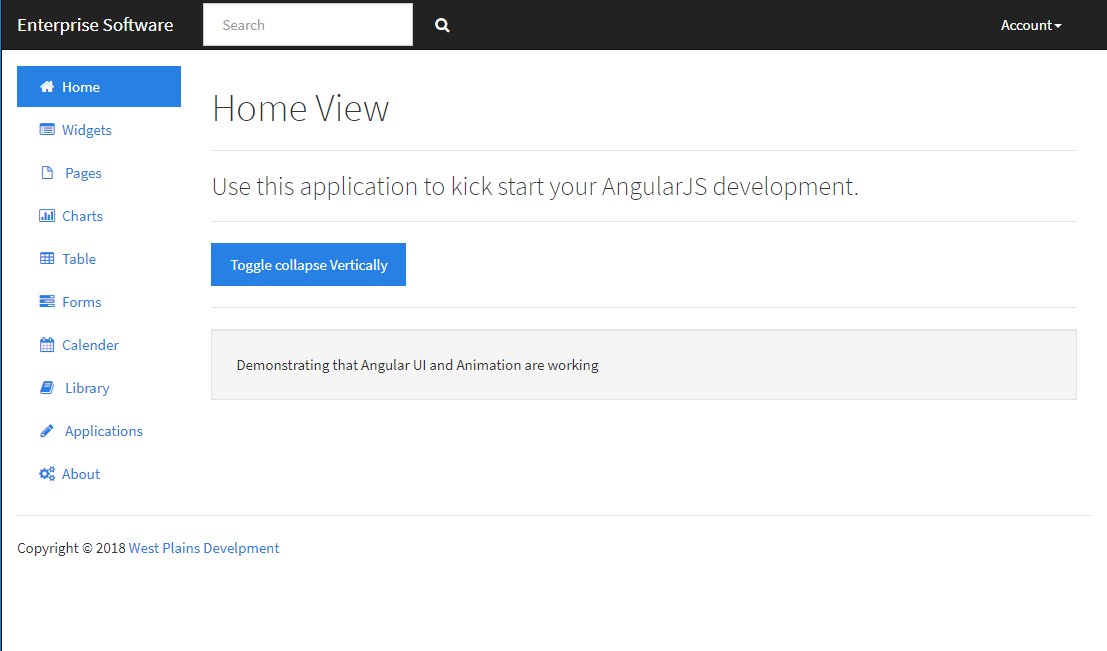 Enterprise Software
Search
Account
Home
Widgets
Pages
Charts
Table
Forms
Calender
Library
Applications
About
Home View
Use this application to kick start your AngularJS development.
Toggle collapse Vertically
Demonstrating that Angular UI and Animation are working
Copyright © 2018 West Plains Develpment